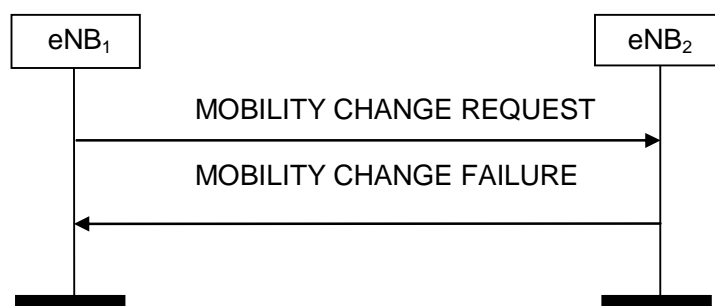 eNB₁
eNB₂
MOBILITY CHANGE REQUEST
MOBILITY CHANGE FAILURE